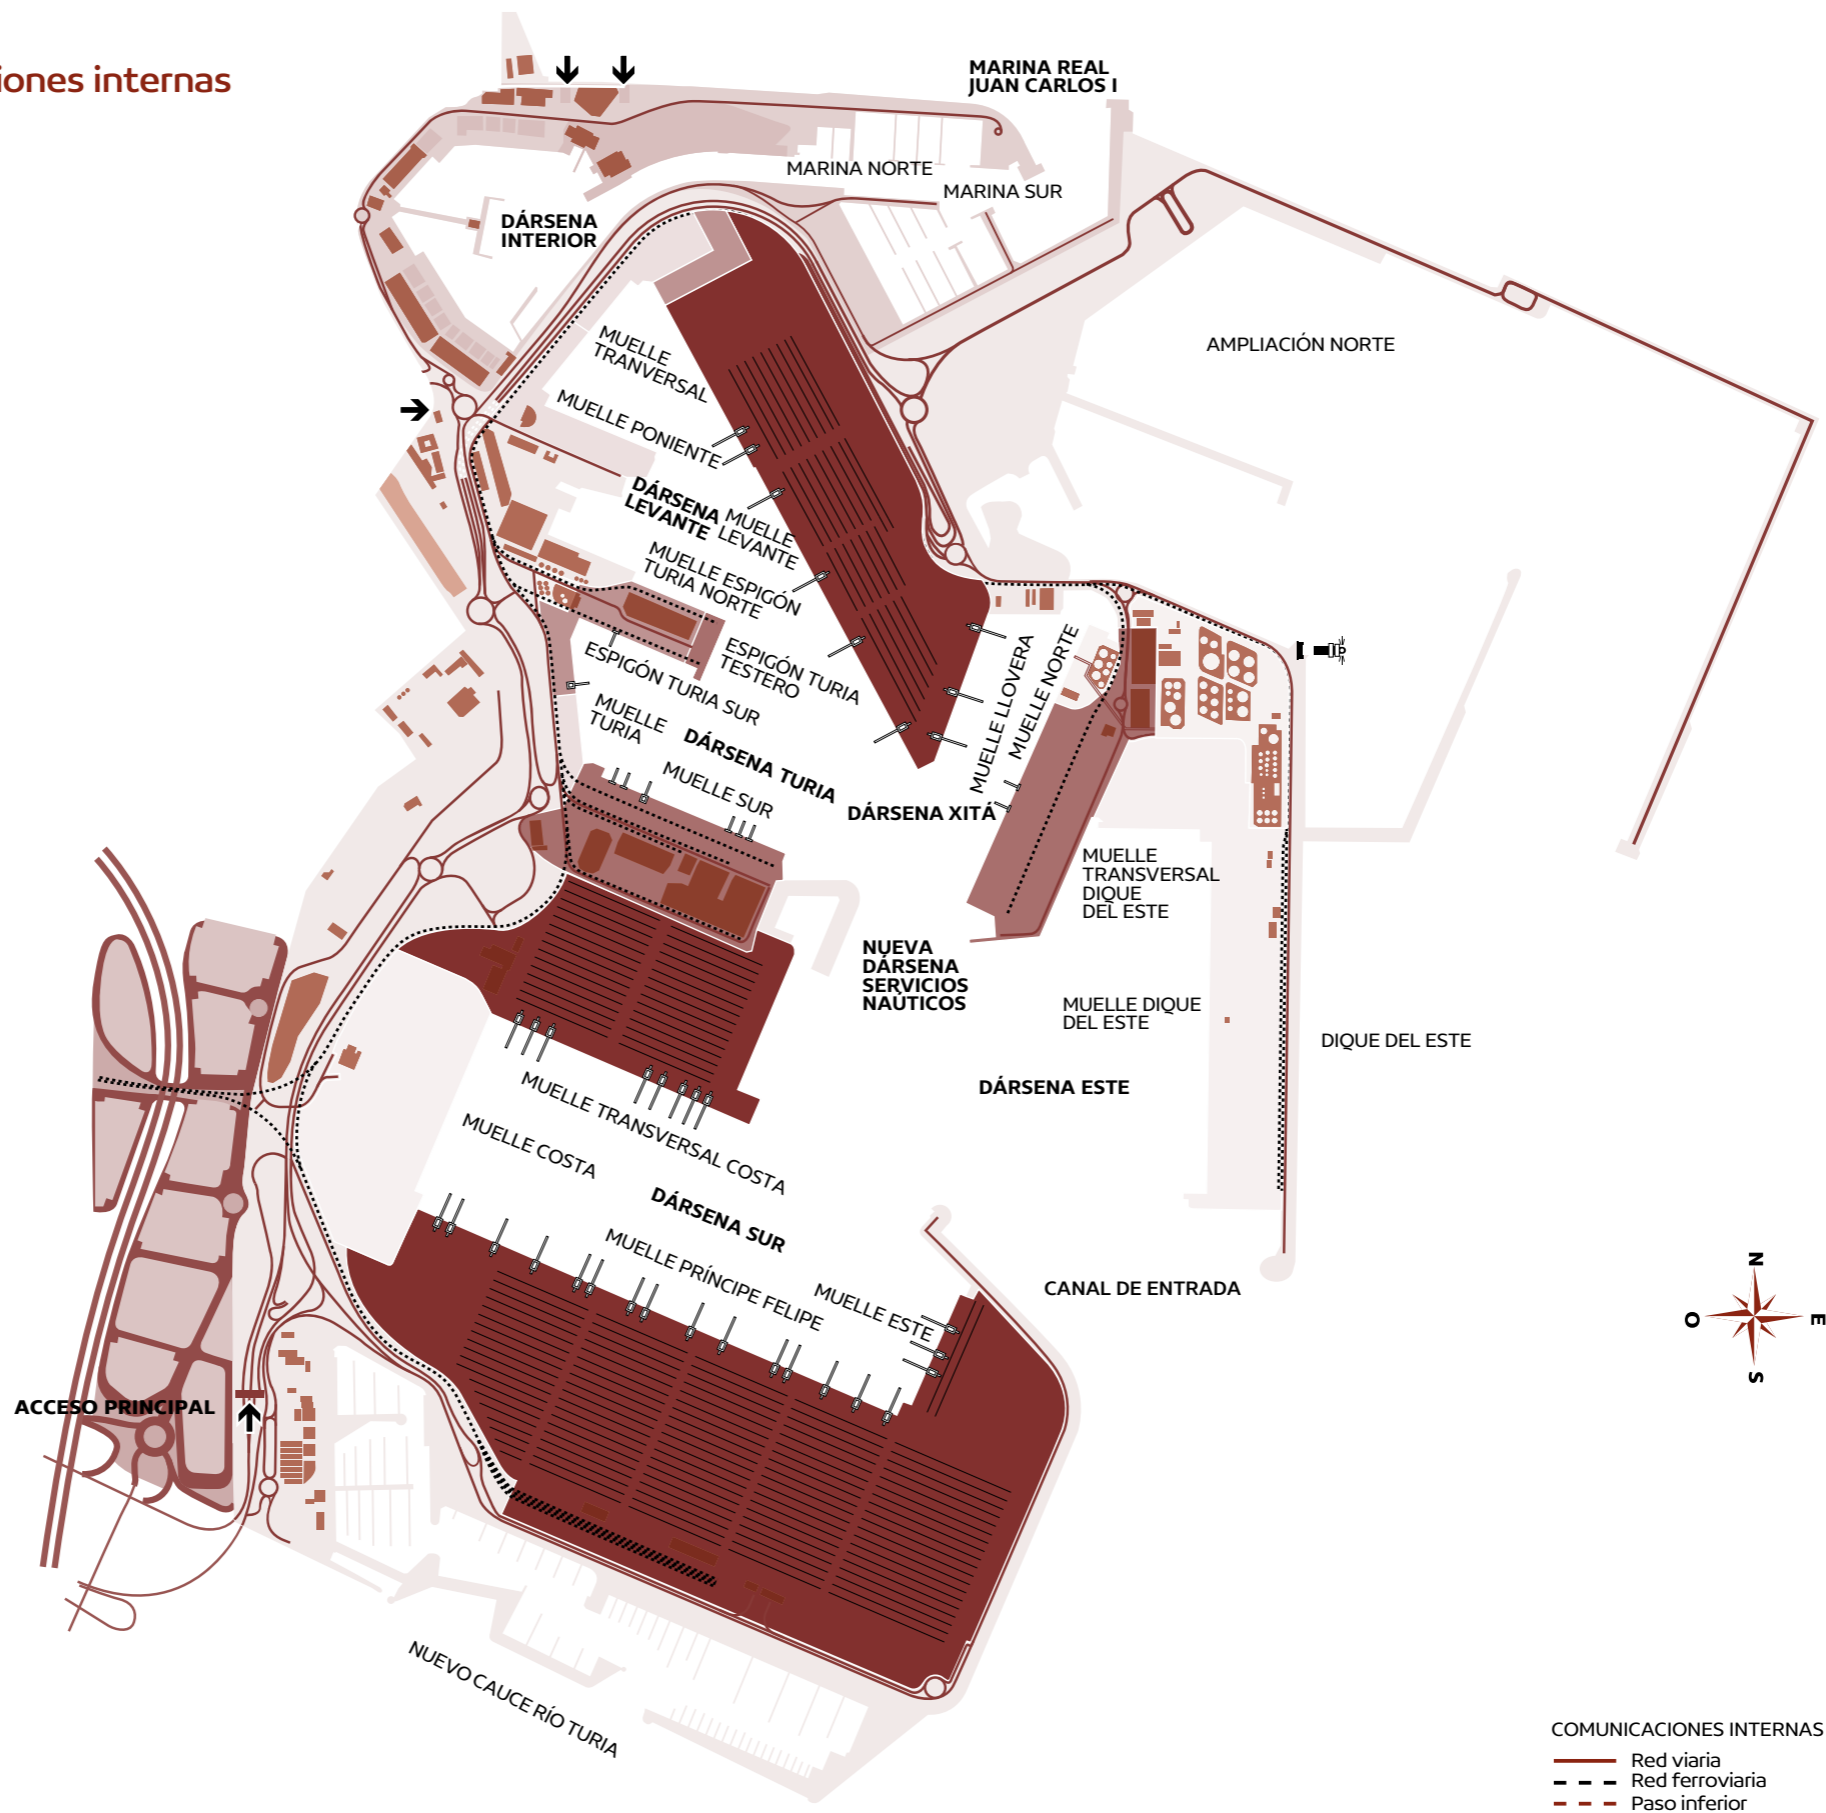 iones internas
MARINA REAL
JUAN CARLOS I
MARINA NORTE
MARINA SUR
DÁRSENA
INTERIOR
AMPLIACIÓN NORTE
MUELLE
TRANVERSAL
MUELLE PONIENTE
DÁRSENA
LEVANTE
MUELLE
LEVANTE
MUELLE ESPIGÓN
TURIA NORTE
ESPIGÓN TURIA
TESTERO
ESPIGÓN TURIA SUR
MUELLE
TURIA
DÁRSENA TURIA
MUELLE SUR
MUELLE LLOVERA
MUELLE NORTE
DÁRSENA XITÁ
MUELLE
TRANSVERSAL
DIQUE
DEL ESTE
NUEVA
DÁRSENA
SERVICIOS
NAÚTICOS
MUELLE DIQUE
DEL ESTE
DIQUE DEL ESTE
DÁRSENA ESTE
MUELLE TRANSVERSAL COSTA
MUELLE COSTA
DÁRSENA SUR
MUELLE PRÍNCIPE FELIPE
MUELLE ESTE
CANAL DE ENTRADA
N
O
E
S
ACCESO PRINCIPAL
NUEVO CAUCE RÍO TURIA
COMUNICACIONES INTERNAS
Red viaria
Red ferroviaria
Paso inferior